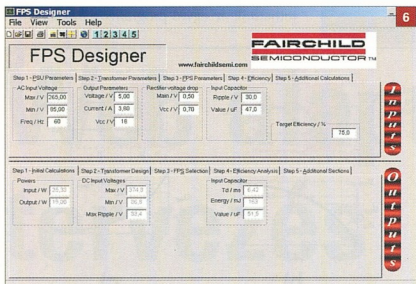 FPS Designer
6
File View Tools Help
1 2 3 4 5
FPS Designer
www.fairchildsemi.com
FAIRCHILD
SEMICONDUCTOR TM
Step 1 - PSU Parameters Step 2 - Transformer Parameters Step 3 - FPS Parameters Step 4 - Efficiency Step 5 - Additional Calculations
AC Input Voltage Output Parameters Rectifier voltage drop Input Capacitor
Max / V 265,00 Voltage / V 5,00 Main / V 0,50 Ripple / V 30,0
Min / V 85,00 Current / A 3,80 Vcc / V 0,70 Value / uF 47,0
Freq / Hz 60 Vcc / V 18
Target Efficiency / %
75,0
Inputs
Step 1 - Initial Calculations Step 2 - Transformer Design Step 3 - FPS Selection Step 4 - Efficiency Analysis Step 5 - Additional Sections
Powers DC Input Voltages Input Capacitor
Input / W Max / V Td / ms
Output / W 19,00 Min / V Energy / mJ
Max Ripple / V Value / uF
Outputs